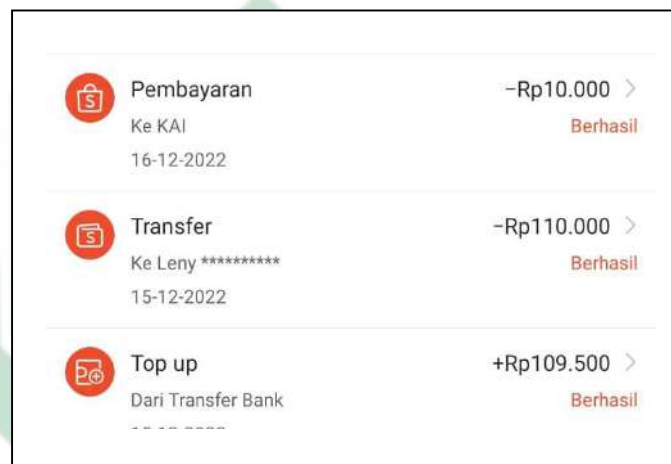 Pembayaran −Rp10.000
Ke KAI Berhasil
16-12-2022
Transfer −Rp110.000
Ke Leny ********** Berhasil
15-12-2022
Top up +Rp109.500
Dari Transfer Bank Berhasil